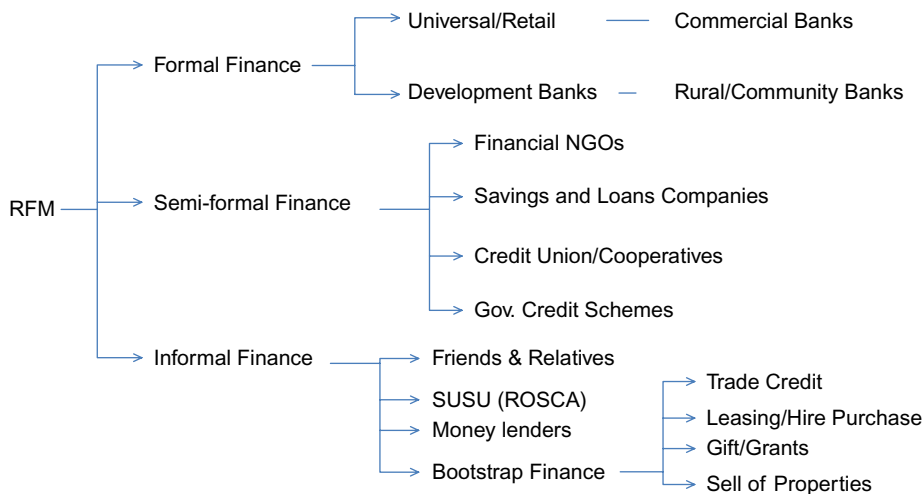 Universal/Retail
Commercial Banks
Formal Finance
Development Banks
Rural/Community Banks
Financial NGOs
Savings and Loans Companies
RFM
Semi-formal Finance
Credit Union/Cooperatives
Gov. Credit Schemes
Informal Finance
Friends & Relatives
SUSU (ROSCA)
Money lenders
Bootstrap Finance
Trade Credit
Leasing/Hire Purchase
Gift/Grants
Sell of Properties